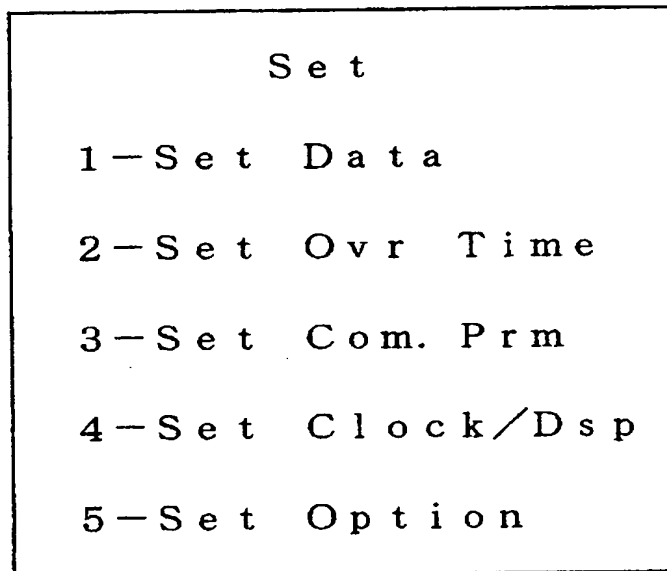 Set
1-Set Data
2-Set Ovr Time
3-Set Com. Prm
4-Set Clock/Dsp
5-Set Option